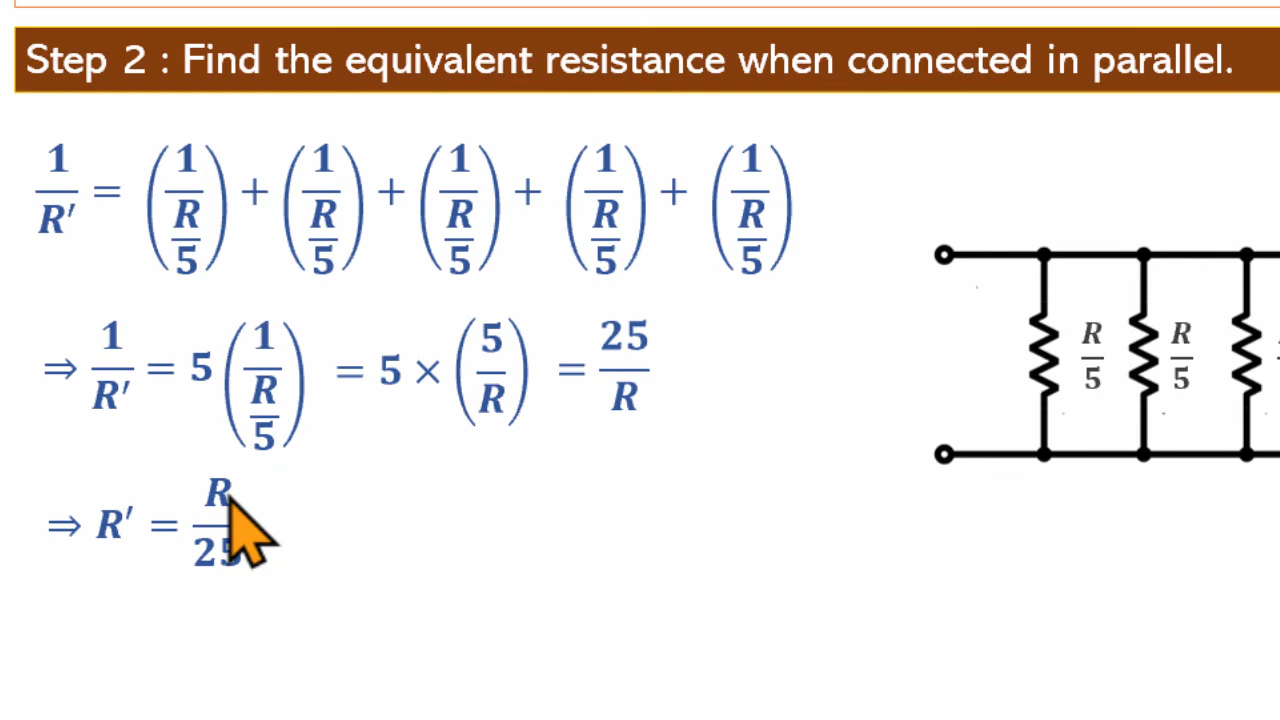 Step 2 : Find the equivalent resistance when connected in parallel.
1/R′ = (1/(R/5)) + (1/(R/5)) + (1/(R/5)) + (1/(R/5)) + (1/(R/5))
⇒ 1/R′ = 5(1/(R/5)) = 5 × (5/R) = 25/R
⇒ R′ = R/25
R/5 R/5